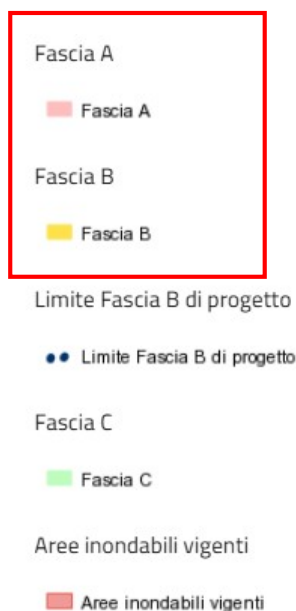 Fascia A
Fascia A
Fascia B
Fascia B
Limite Fascia B di progetto
Limite Fascia B di progetto
Fascia C
Fascia C
Aree inondabili vigenti
Aree inondabili vigenti